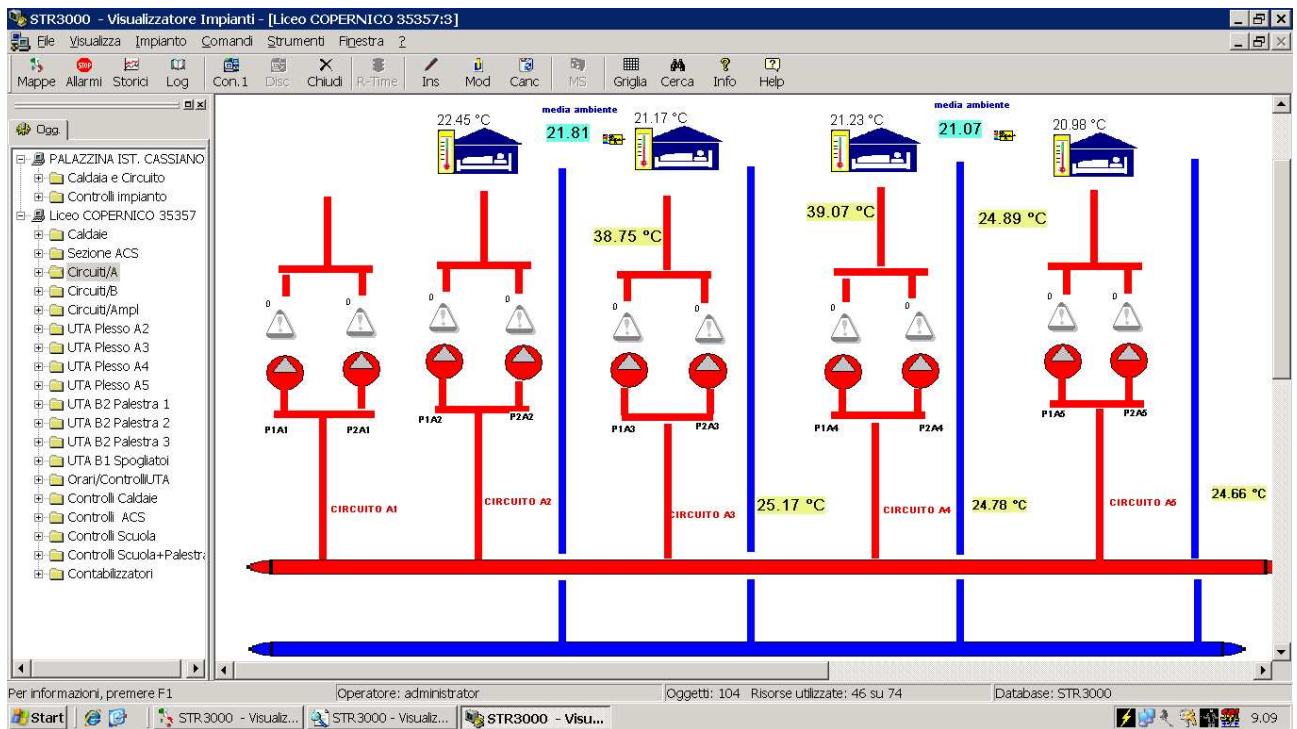 STR3000 - Visualizzatore Impianti - [Liceo COPERNICO 35357:3]
File Visualizza Impianto Comandi Strumenti Finestra ?
Mappe Allarmi Storici Log Con.1 Disc Chiudi R-Time Ins Mod Canc MS Griglia Cerca Info Help
Ogg.
PALAZZINA IST. CASSIANO
Caldaia e Circuito
Controlli impianto
Liceo COPERNICO 35357
Caldaie
Sezione ACS
Circuiti/A
Circuiti/B
Circuiti/Ampl
UTA Plesso A2
UTA Plesso A3
UTA Plesso A4
UTA Plesso A5
UTA B2 Palestra 1
UTA B2 Palestra 2
UTA B2 Palestra 3
UTA B1 Spogliatoi
Orari/ControlliUTA
Controlli Caldaie
Controlli ACS
Controlli Scuola
Controlli Scuola+Palestra
Contabilizzatori
media ambiente media ambiente
22.45 °C 21.81 21.17 °C 21.23 °C 21.07 20.98 °C
38.75 °C 39.07 °C 24.89 °C
0 0 0 0 0 0 0 0 0 0
P1A1 P2A1 P1A2 P2A2 P1A3 P2A3 P1A4 P2A4 P1A5 P2A5
CIRCUITO A1 CIRCUITO A2 CIRCUITO A3 25.17 °C CIRCUITO A4 24.78 °C CIRCUITO A5 24.66 °C
Per informazioni, premere F1 Operatore: administrator Oggetti: 104 Risorse utilizzate: 46 su 74 Database: STR3000
Start STR3000 - Visualiz... STR3000 - Visualiz... STR3000 - Visu... 9.09